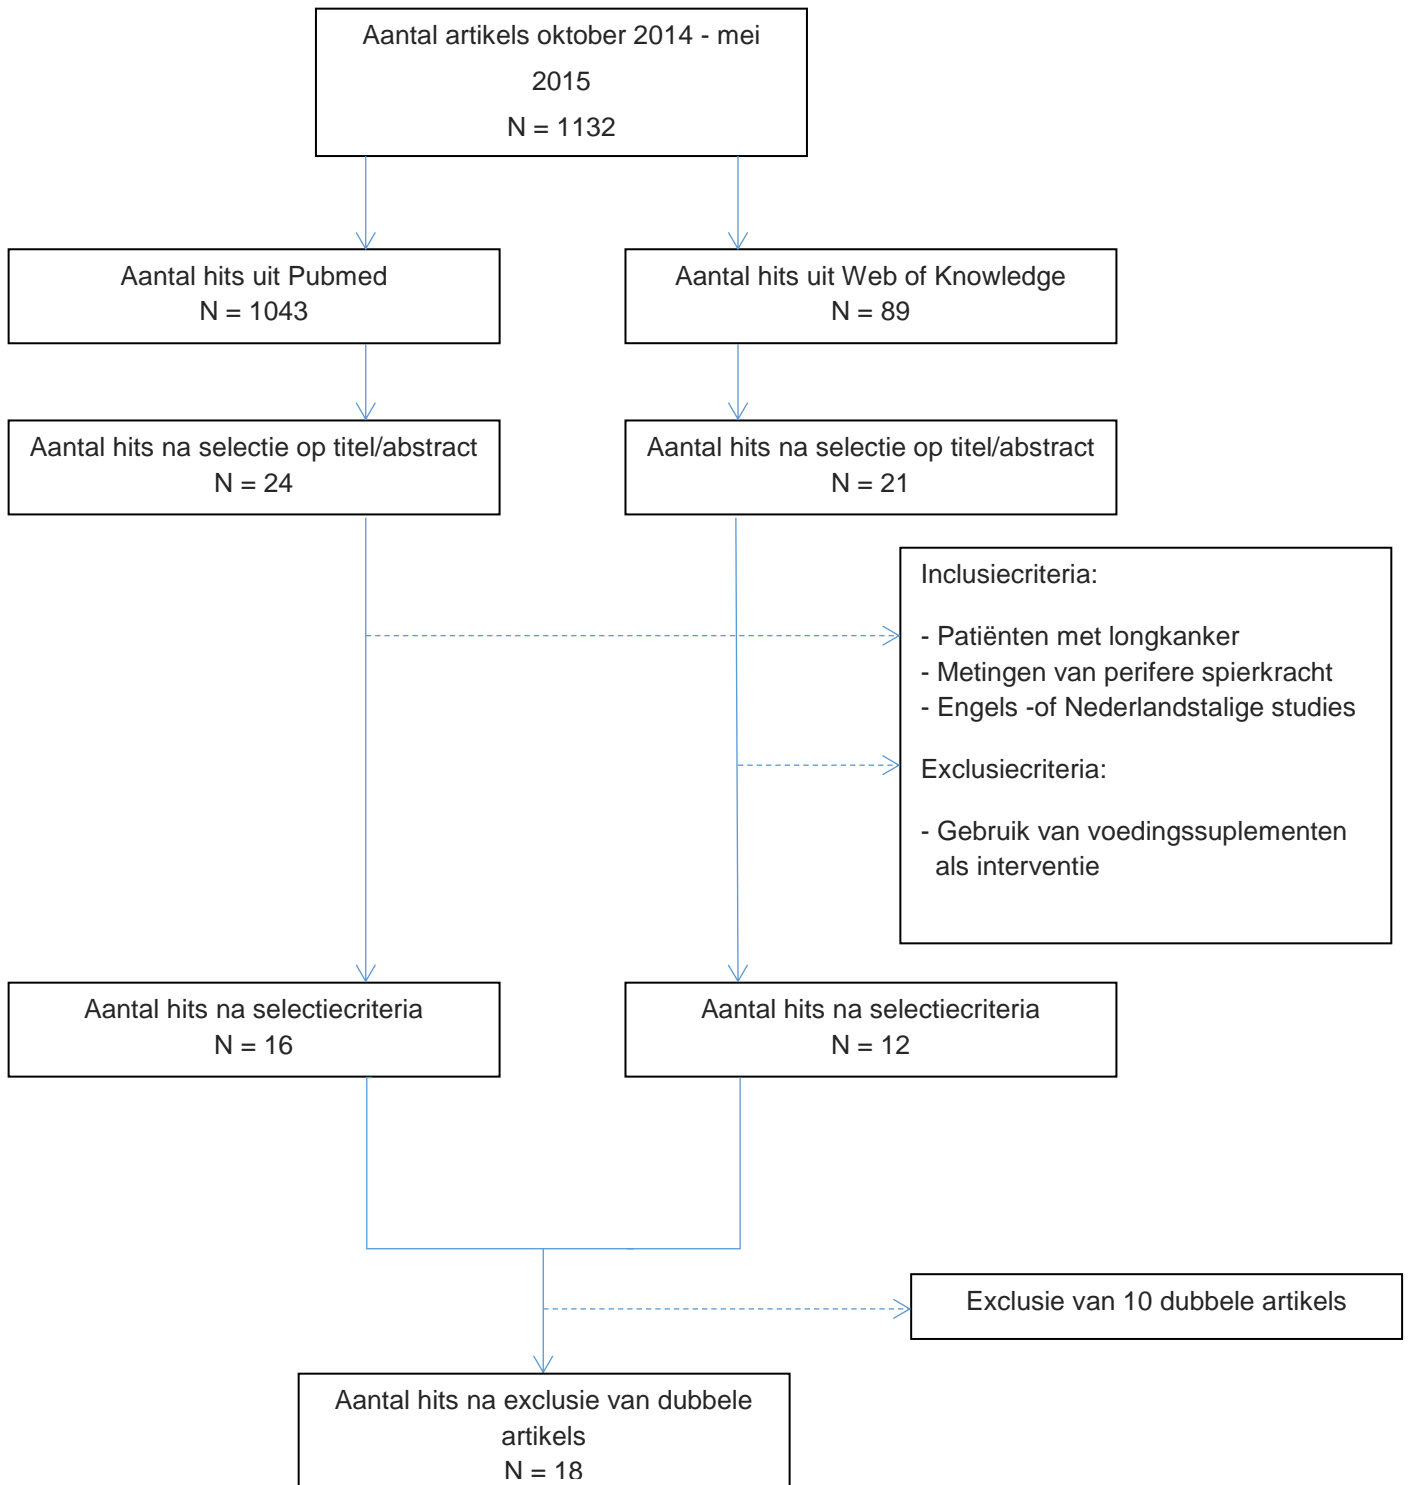 Aantal artikels oktober 2014 - mei
2015
N = 1132
Aantal hits uit Pubmed
N = 1043
Aantal hits uit Web of Knowledge
N = 89
Aantal hits na selectie op titel/abstract
N = 24
Aantal hits na selectie op titel/abstract
N = 21
Inclusiecriteria:
- Patiënten met longkanker
- Metingen van perifere spierkracht
- Engels -of Nederlandstalige studies
Exclusiecriteria:
- Gebruik van voedingssuplementen
als interventie
Aantal hits na selectiecriteria
N = 16
Aantal hits na selectiecriteria
N = 12
Exclusie van 10 dubbele artikels
Aantal hits na exclusie van dubbele
artikels
N = 18